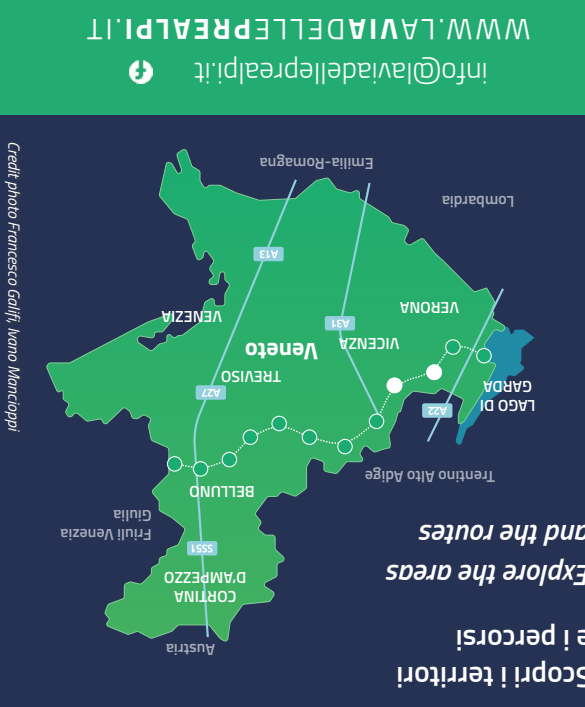 Scopri i territori
e i percorsi
Explore the areas
and the routes
Austria
CORTINA
D'AMPEZZO
SS51
Friuli Venezia
Giulia
BELLUNO
Trentino Alto Adige
LAGO DI
GARDA
A22
A27
TREVISO
Veneto
VICENZA
A31
VERONA
VENEZIA
A13
Lombardia
Emilia-Romagna
Credit photo Francesco Galifi, Ivano Mancioppi
info@laviadelleprealpi.it
WWW.LAVIADELLEPREALPI.IT